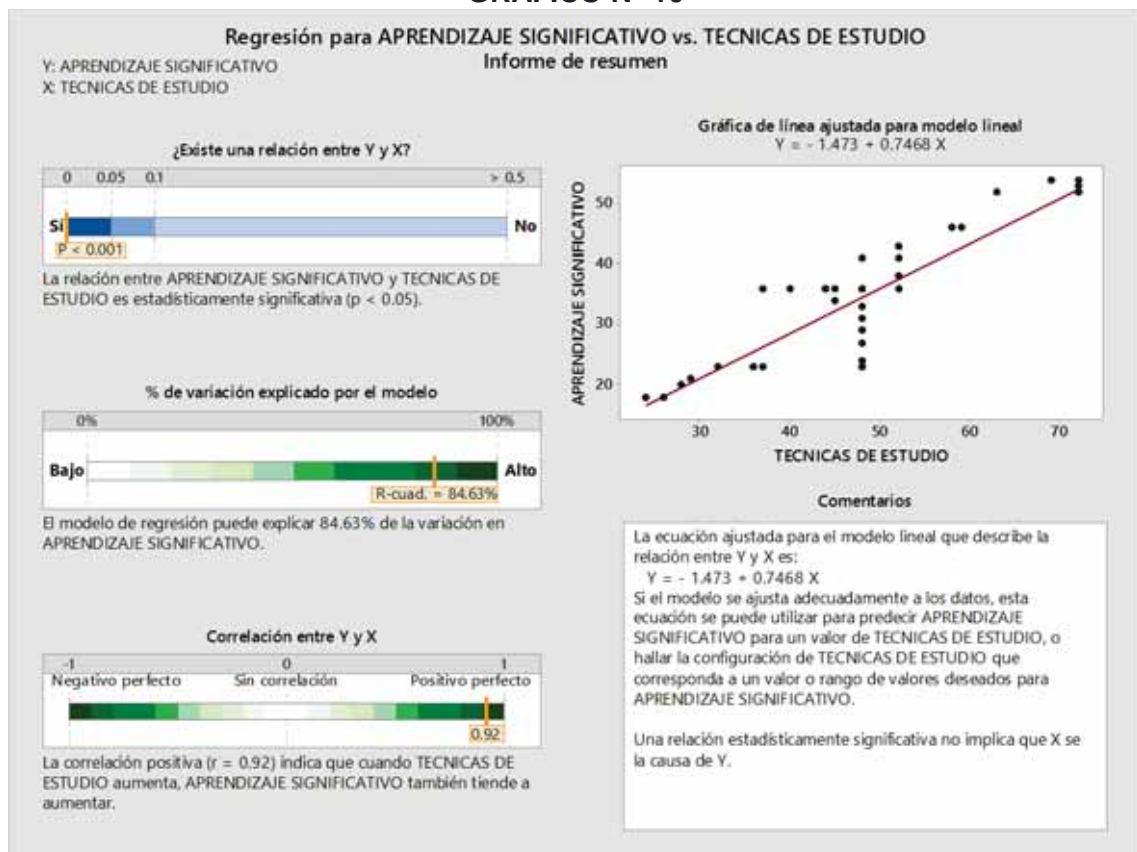 Regresión para APRENDIZAJE SIGNIFICATIVO vs. TECNICAS DE ESTUDIO
Informe de resumen
Y: APRENDIZAJE SIGNIFICATIVO
X: TECNICAS DE ESTUDIO
¿Existe una relación entre Y y X?
0 0.05 0.1 > 0.5
Sí No
P < 0.001
La relación entre APRENDIZAJE SIGNIFICATIVO y TECNICAS DE
ESTUDIO es estadísticamente significativa (p < 0.05).
% de variación explicado por el modelo
0% 100%
Bajo Alto
R-cuad. = 84.63%
El modelo de regresión puede explicar 84.63% de la variación en
APRENDIZAJE SIGNIFICATIVO.
Correlación entre Y y X
-1 0 1
Negativo perfecto Sin correlación Positivo perfecto
0.92
La correlación positiva (r = 0.92) indica que cuando TECNICAS DE
ESTUDIO aumenta, APRENDIZAJE SIGNIFICATIVO también tiende a
aumentar.
Gráfica de línea ajustada para modelo lineal
Y = - 1.473 + 0.7468 X
APRENDIZAJE SIGNIFICATIVO
50
40
30
20
30 40 50 60 70
TECNICAS DE ESTUDIO
Comentarios
La ecuación ajustada para el modelo lineal que describe la
relación entre Y y X es:
Y = - 1.473 + 0.7468 X
Si el modelo se ajusta adecuadamente a los datos, esta
ecuación se puede utilizar para predecir APRENDIZAJE
SIGNIFICATIVO para un valor de TECNICAS DE ESTUDIO, o
hallar la configuración de TECNICAS DE ESTUDIO que
corresponda a un valor o rango de valores deseados para
APRENDIZAJE SIGNIFICATIVO.
Una relación estadísticamente significativa no implica que X se
la causa de Y.